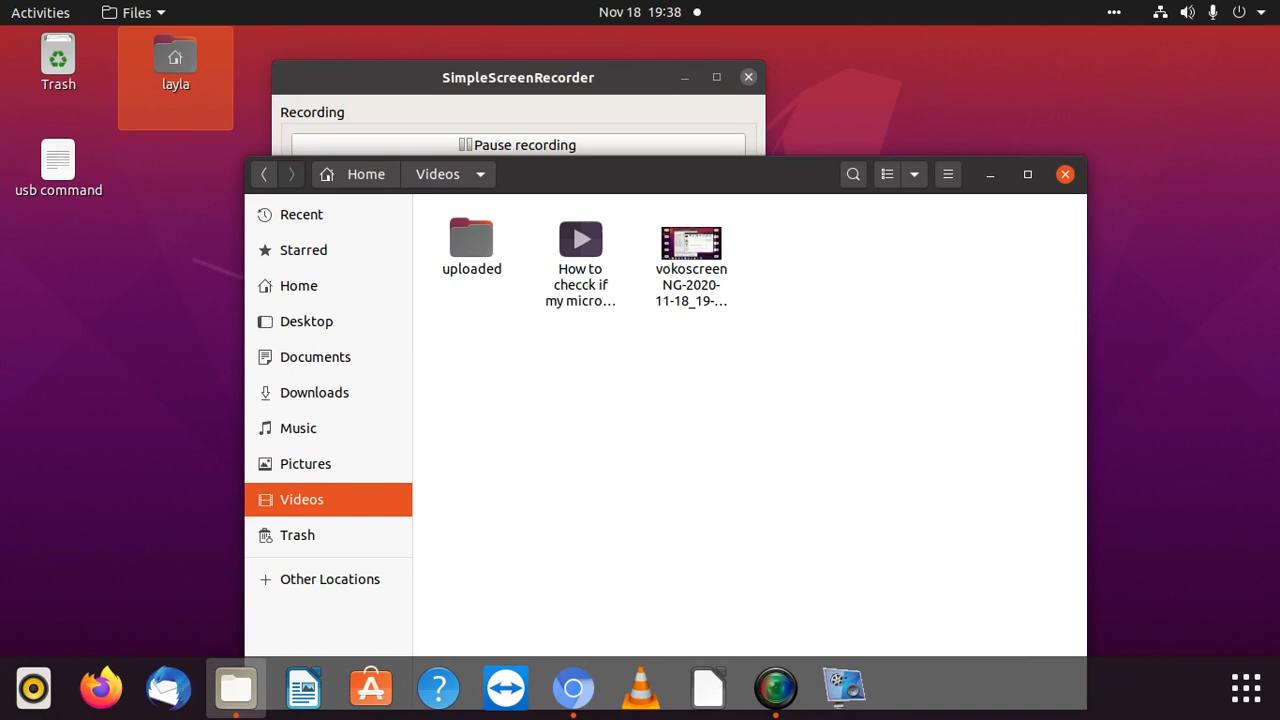 Activities
Files
Nov 18 19:38
Trash
layla
usb command
SimpleScreenRecorder
Recording
Pause recording
Home
Videos
Recent
Starred
Home
Desktop
Documents
Downloads
Music
Pictures
Videos
Trash
Other Locations
uploaded
How to
checck if
my micro…
vokoscreen
NG-2020-
11-18_19-…